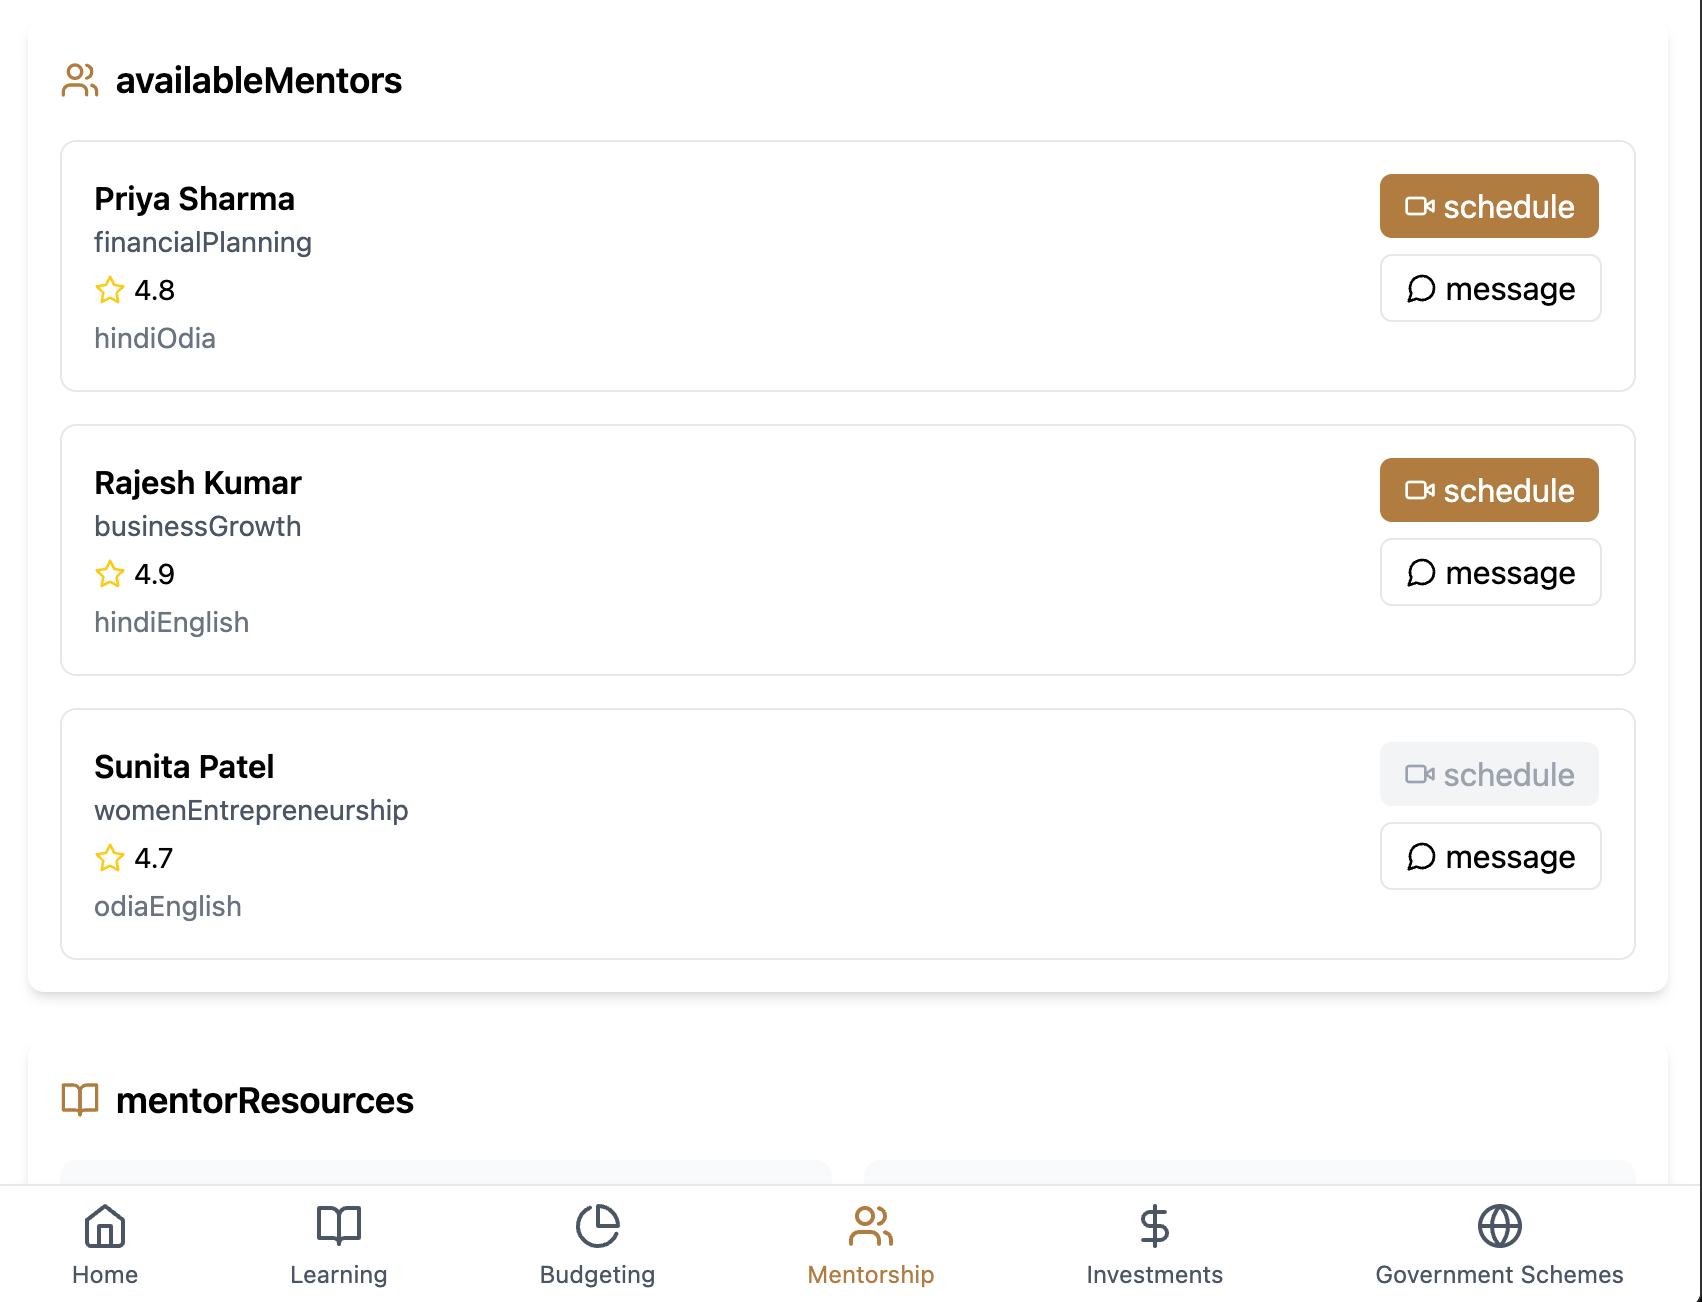 availableMentors
Priya Sharma
financialPlanning
4.8
hindiOdia
schedule
message
Rajesh Kumar
businessGrowth
4.9
hindiEnglish
schedule
message
Sunita Patel
womenEntrepreneurship
4.7
odiaEnglish
schedule
message
mentorResources
Home
Learning
Budgeting
Mentorship
Investments
Government Schemes